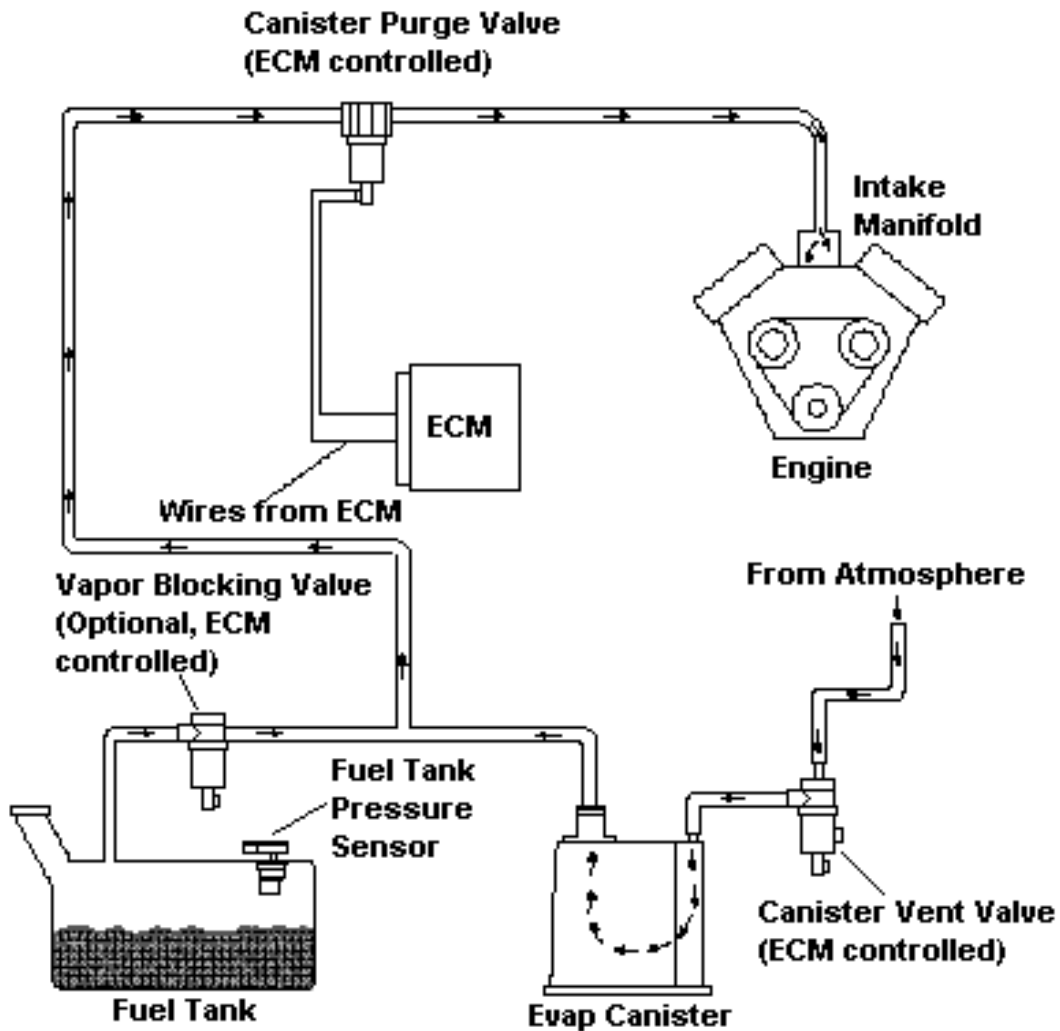 Canister Purge Valve
(ECM controlled)
Intake
Manifold
ECM
Engine
Wires from ECM
From Atmosphere
Vapor Blocking Valve
(Optional, ECM
controlled)
Fuel Tank
Pressure
Sensor
Canister Vent Valve
(ECM controlled)
Fuel Tank
Evap Canister